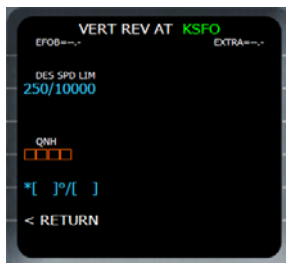 VERT REV AT KSFO
EFOB=--.- EXTRA=--.-
DES SPD LIM
250/10000
QNH
□□□□
*[ ]°/[ ]
< RETURN